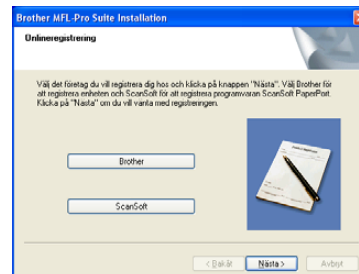 Brother MFL-Pro Suite Installation
Onlineregistrering
Välj det företag du vill registrera dig hos och klicka på knappen "Nästa". Välj Brother för
att registrera enheten och ScanSoft för att registrera programvaran ScanSoft PaperPort.
Klicka på "Nästa" om du vill vänta med registreringen.
Brother
ScanSoft
< Bakåt
Nästa >
Avbryt